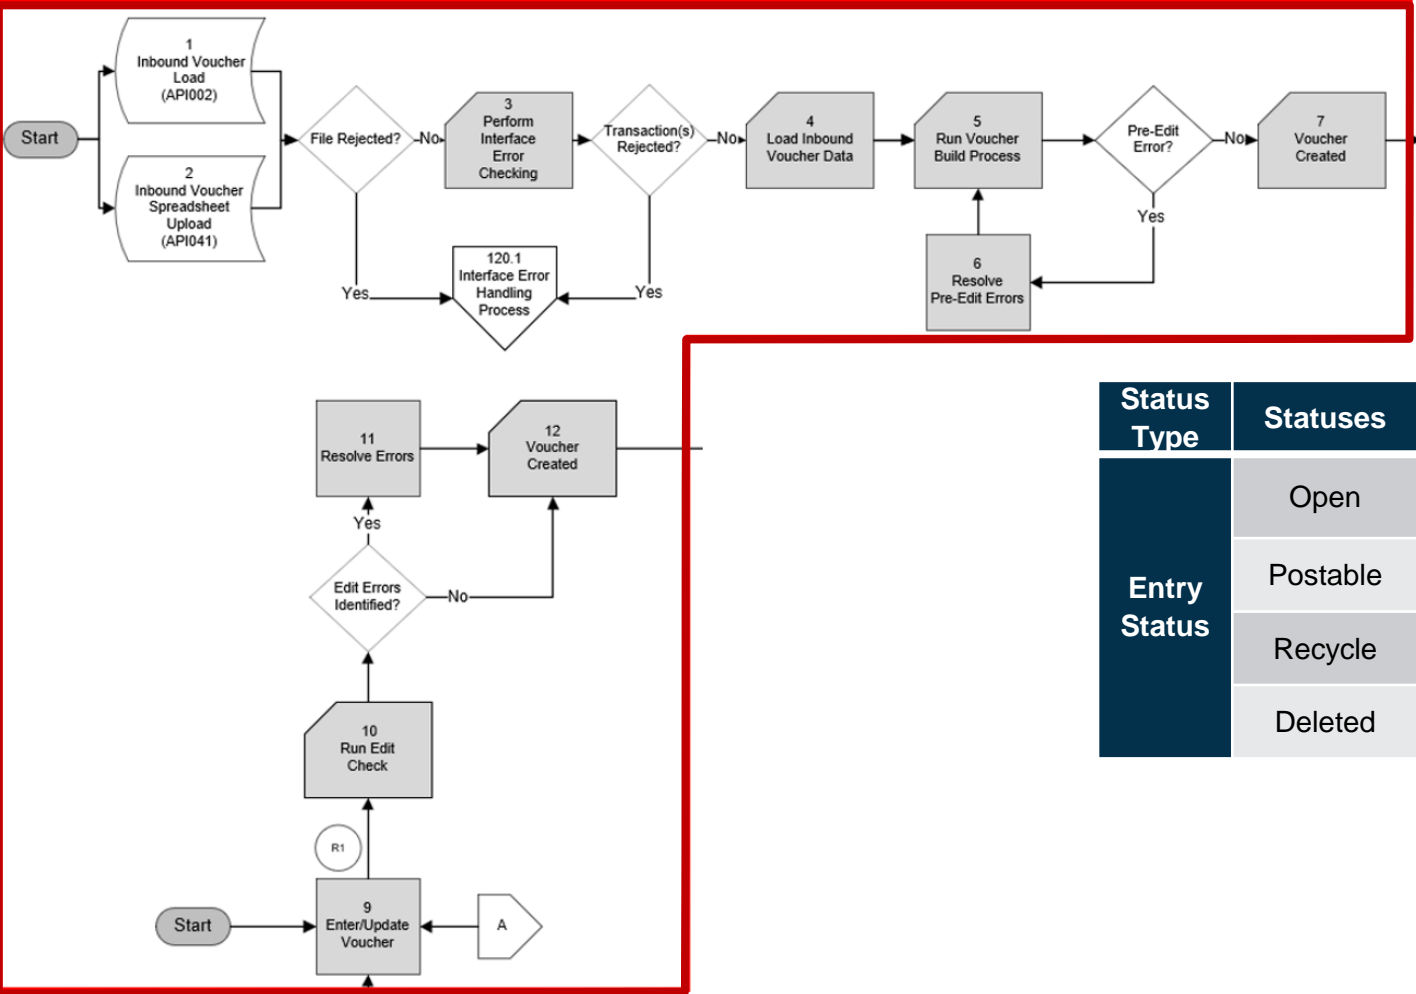 Start
1
Inbound Voucher
Load
(API002)
2
Inbound Voucher
Spreadsheet
Upload
(API041)
File Rejected?
No
Yes
3
Perform
Interface
Error
Checking
Transaction(s)
Rejected?
No
Yes
120.1
Interface Error
Handling
Process
4
Load Inbound
Voucher Data
5
Run Voucher
Build Process
Pre-Edit
Error?
No
Yes
6
Resolve
Pre-Edit Errors
7
Voucher
Created
11
Resolve Errors
12
Voucher
Created
Yes
Edit Errors
Identified?
No
10
Run Edit
Check
R1
Start
9
Enter/Update
Voucher
A
Status
Type
Statuses
Entry
Status
Open
Postable
Recycle
Deleted